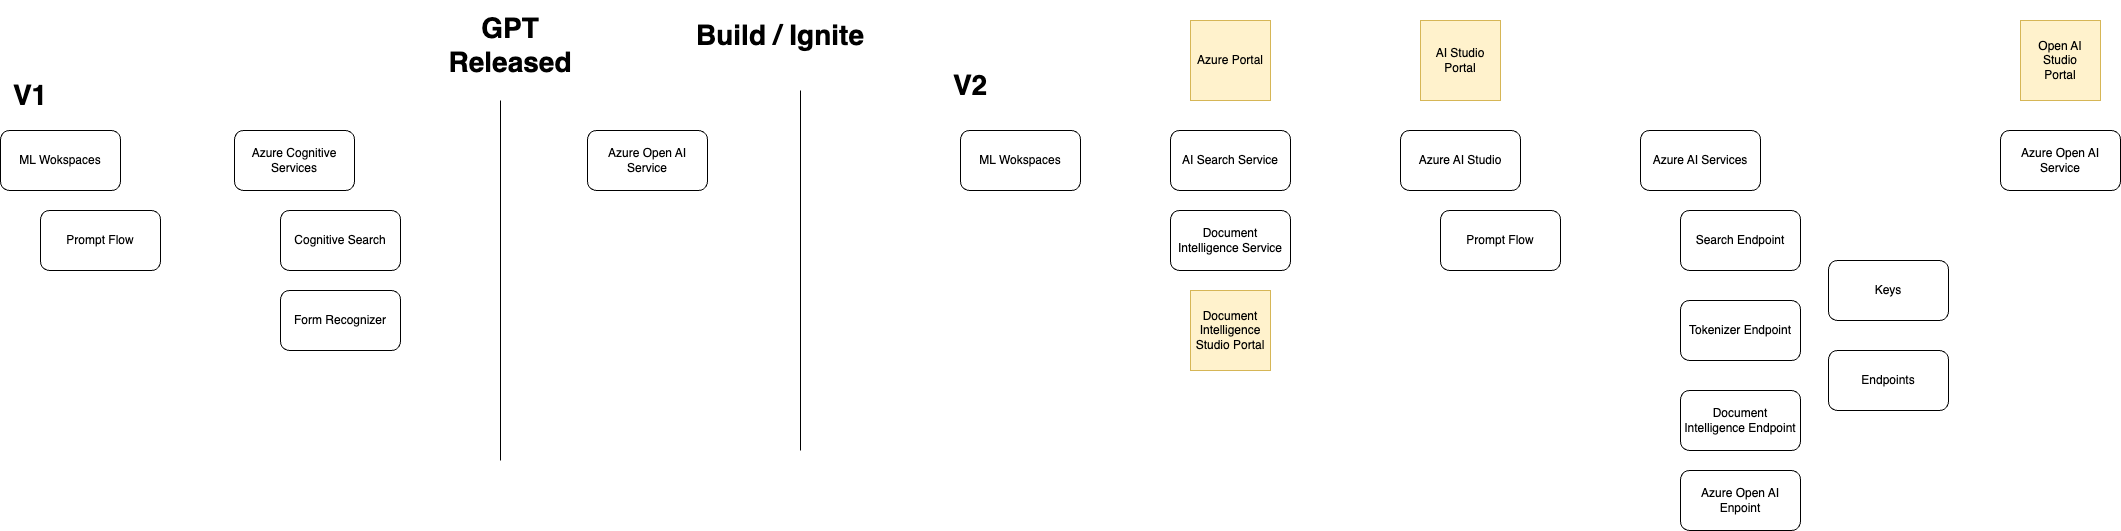 GPT
Released
Build / Ignite
V1
V2
Azure Portal
AI Studio
Portal
Open AI
Studio
Portal
ML Wokspaces
Prompt Flow
Azure Cognitive
Services
Cognitive Search
Form Recognizer
Azure Open AI
Service
ML Wokspaces
AI Search Service
Document
Intelligence Service
Document
Intelligence
Studio Portal
Azure AI Studio
Prompt Flow
Azure AI Services
Search Endpoint
Tokenizer Endpoint
Document
Intelligence Endpoint
Azure Open AI
Enpoint
Keys
Endpoints
Azure Open AI
Service